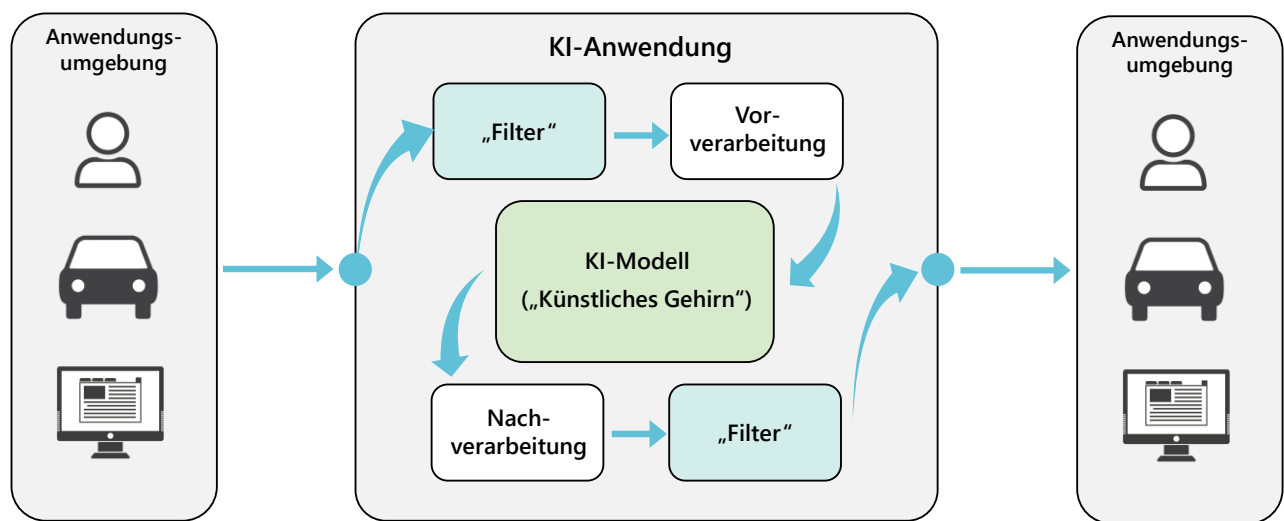 Anwendungs-
umgebung
KI-Anwendung
„Filter“
Vor-
verarbeitung
KI-Modell
(„Künstliches Gehirn“)
Nach-
verarbeitung
„Filter“
Anwendungs-
umgebung